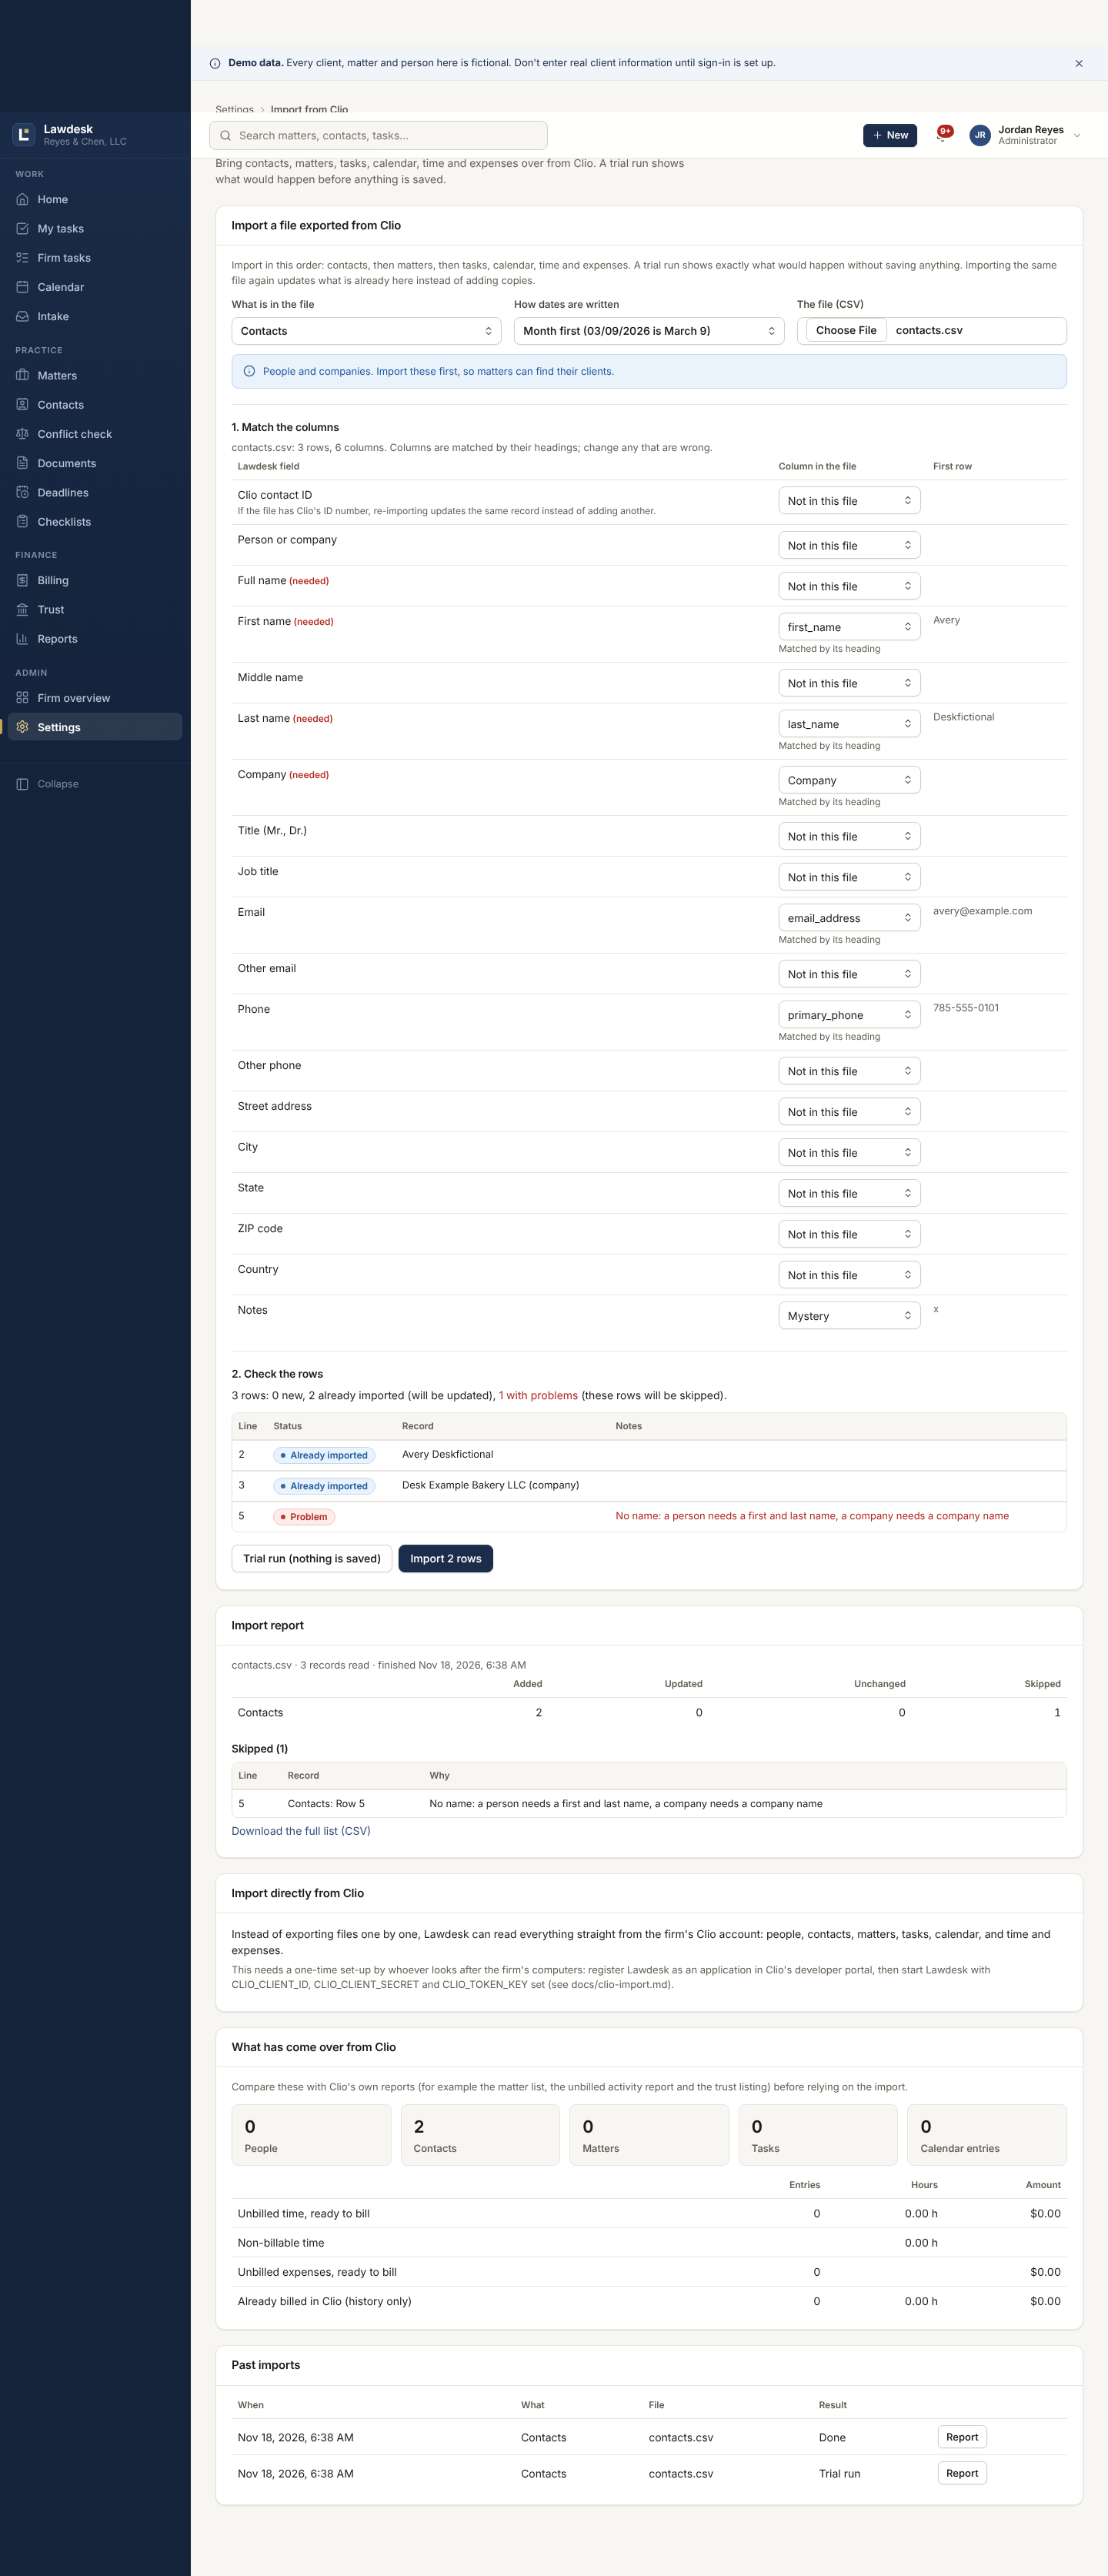 Demo data. Every client, matter and person here is fictional. Don't enter real client information until sign-in is set up.
Settings > Import from Clio
Lawdesk
Reyes & Chen, LLC
Search matters, contacts, tasks...
+ New
9+
JR
Jordan Reyes
Administrator
WORK
Home
My tasks
Firm tasks
Calendar
Intake
PRACTICE
Matters
Contacts
Conflict check
Documents
Deadlines
Checklists
FINANCE
Billing
Trust
Reports
ADMIN
Firm overview
Settings
Collapse
Bring contacts, matters, tasks, calendar, time and expenses over from Clio. A trial run shows
what would happen before anything is saved.
Import a file exported from Clio
Import in this order: contacts, then matters, then tasks, calendar, time and expenses. A trial run shows exactly what would happen without saving anything. Importing the same
file again updates what is already here instead of adding copies.
What is in the file How dates are written The file (CSV)
Contacts Month first (03/09/2026 is March 9) Choose File contacts.csv
People and companies. Import these first, so matters can find their clients.
1. Match the columns
contacts.csv: 3 rows, 6 columns. Columns are matched by their headings; change any that are wrong.
Lawdesk field Column in the file First row
Clio contact ID Not in this file
If the file has Clio's ID number, re-importing updates the same record instead of adding another.
Person or company Not in this file
Full name (needed) Not in this file
First name (needed) first_name Avery
Matched by its heading
Middle name Not in this file
Last name (needed) last_name Deskfictional
Matched by its heading
Company (needed) Company
Matched by its heading
Title (Mr., Dr.) Not in this file
Job title Not in this file
Email email_address avery@example.com
Matched by its heading
Other email Not in this file
Phone primary_phone 785-555-0101
Matched by its heading
Other phone Not in this file
Street address Not in this file
City Not in this file
State Not in this file
ZIP code Not in this file
Country Not in this file
Notes Mystery x
2. Check the rows
3 rows: 0 new, 2 already imported (will be updated), 1 with problems (these rows will be skipped).
Line Status Record Notes
2 Already imported Avery Deskfictional
3 Already imported Desk Example Bakery LLC (company)
5 Problem No name: a person needs a first and last name, a company needs a company name
Trial run (nothing is saved) Import 2 rows
Import report
contacts.csv · 3 records read · finished Nov 18, 2026, 6:38 AM
Added Updated Unchanged Skipped
Contacts 2 0 0 1
Skipped (1)
Line Record Why
5 Contacts: Row 5 No name: a person needs a first and last name, a company needs a company name
Download the full list (CSV)
Import directly from Clio
Instead of exporting files one by one, Lawdesk can read everything straight from the firm's Clio account: people, contacts, matters, tasks, calendar, and time and
expenses.
This needs a one-time set-up by whoever looks after the firm's computers: register Lawdesk as an application in Clio's developer portal, then start Lawdesk with
CLIO_CLIENT_ID, CLIO_CLIENT_SECRET and CLIO_TOKEN_KEY set (see docs/clio-import.md).
What has come over from Clio
Compare these with Clio's own reports (for example the matter list, the unbilled activity report and the trust listing) before relying on the import.
0 2 0 0 0
People Contacts Matters Tasks Calendar entries
Entries Hours Amount
Unbilled time, ready to bill 0 0.00 h $0.00
Non-billable time 0.00 h
Unbilled expenses, ready to bill 0 $0.00
Already billed in Clio (history only) 0 0.00 h $0.00
Past imports
When What File Result
Nov 18, 2026, 6:38 AM Contacts contacts.csv Done Report
Nov 18, 2026, 6:38 AM Contacts contacts.csv Trial run Report